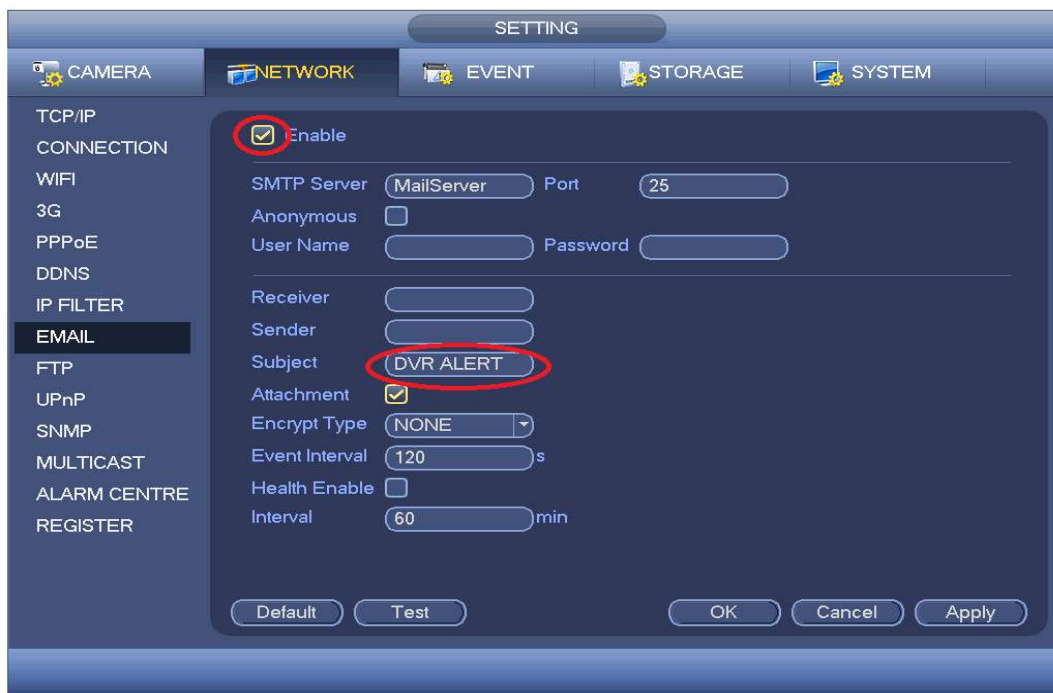 SETTING
CAMERA NETWORK EVENT STORAGE SYSTEM
TCP/IP
CONNECTION
WIFI
3G
PPPoE
DDNS
IP FILTER
EMAIL
FTP
UPnP
SNMP
MULTICAST
ALARM CENTRE
REGISTER
Enable
SMTP Server MailServer Port 25
Anonymous
User Name Password
Receiver
Sender
Subject DVR ALERT
Attachment
Encrypt Type NONE
Event Interval 120 s
Health Enable
Interval 60 min
Default Test OK Cancel Apply